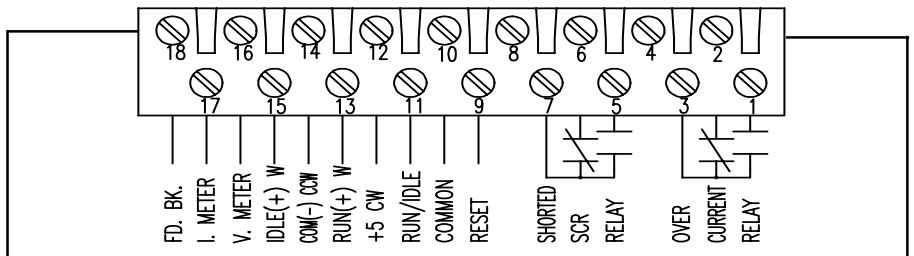 18 16 14 12 10 8 6 4 2
17 15 13 11 9 7 5 3 1
FD. BK.
I. METER
V. METER
IDLE(+) W
COM(-) CCW
RUN(+) W
+5 CW
RUN/IDLE
COMMON
RESET
SHORTED
SCR
RELAY
OVER
CURRENT
RELAY